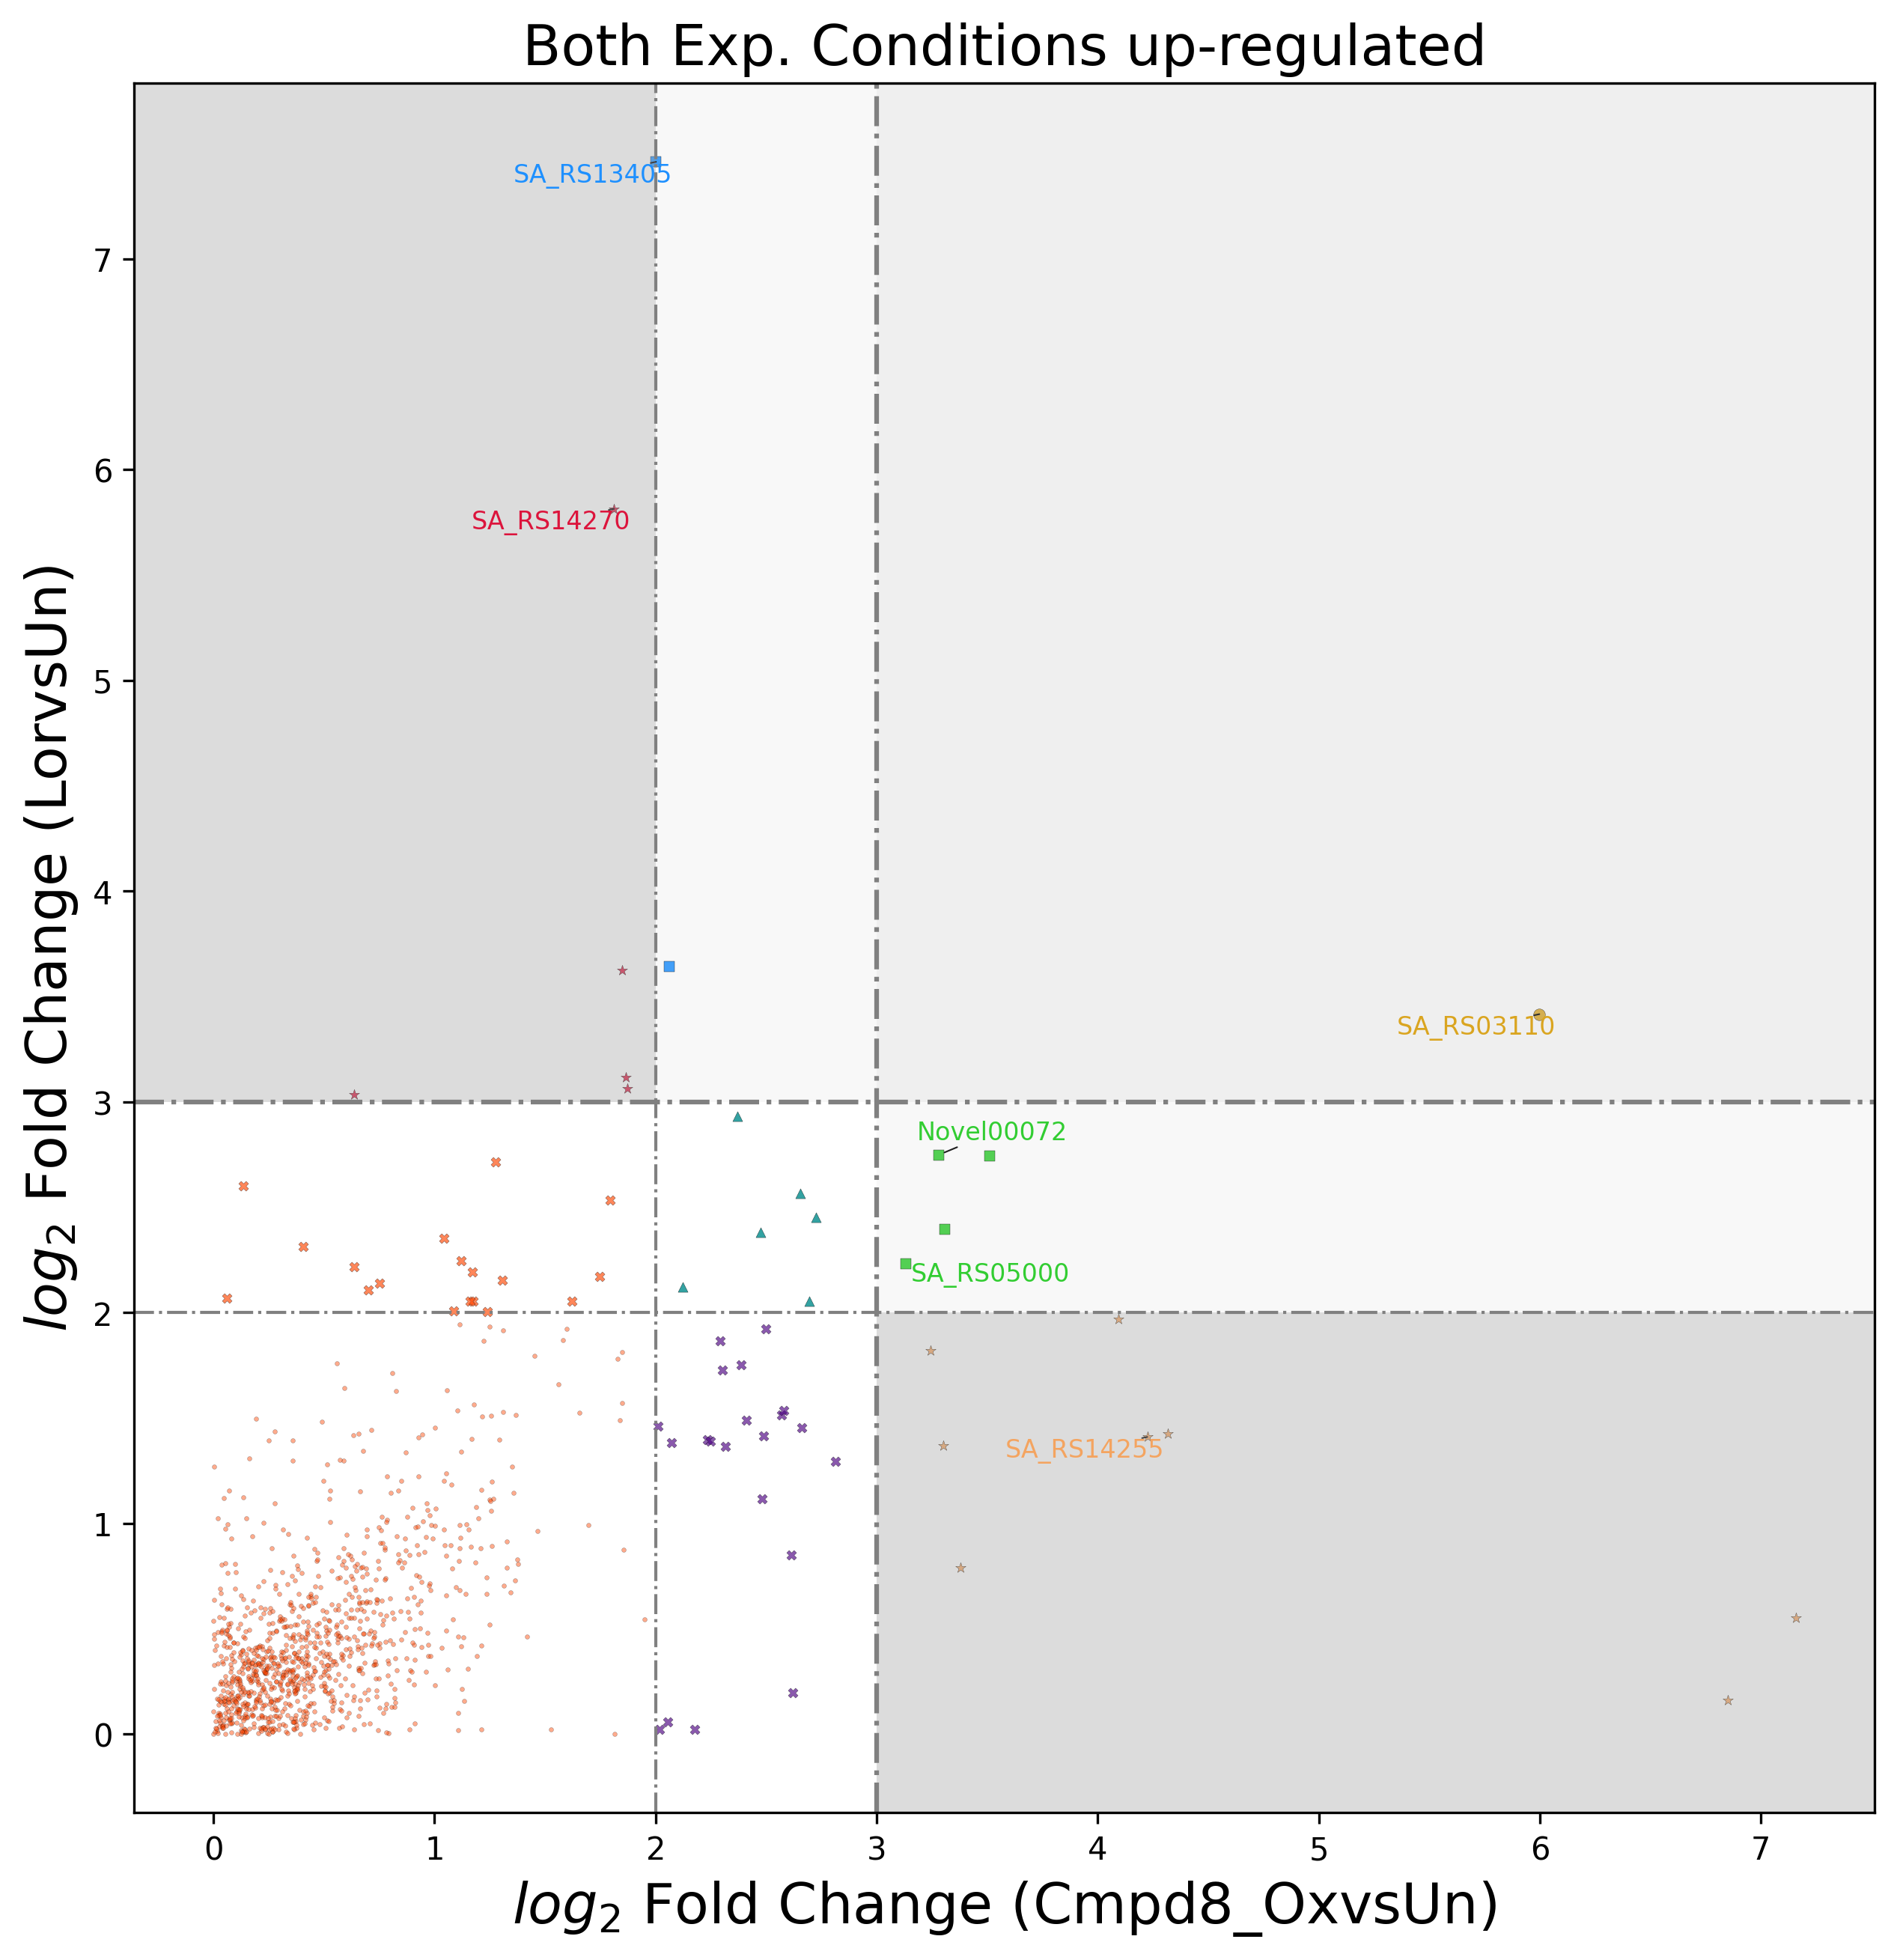 Both Exp. Conditions up-regulated
SA_RS13405
7
6
SA_RS14270
5
log2 Fold Change (LorvsUn)
4
SA_RS03110
3
Novel00072
SA_RS05000
2
SA_RS14255
1
0
0 1 2 3 4 5 6 7
log2 Fold Change (Cmpd8_OxvsUn)